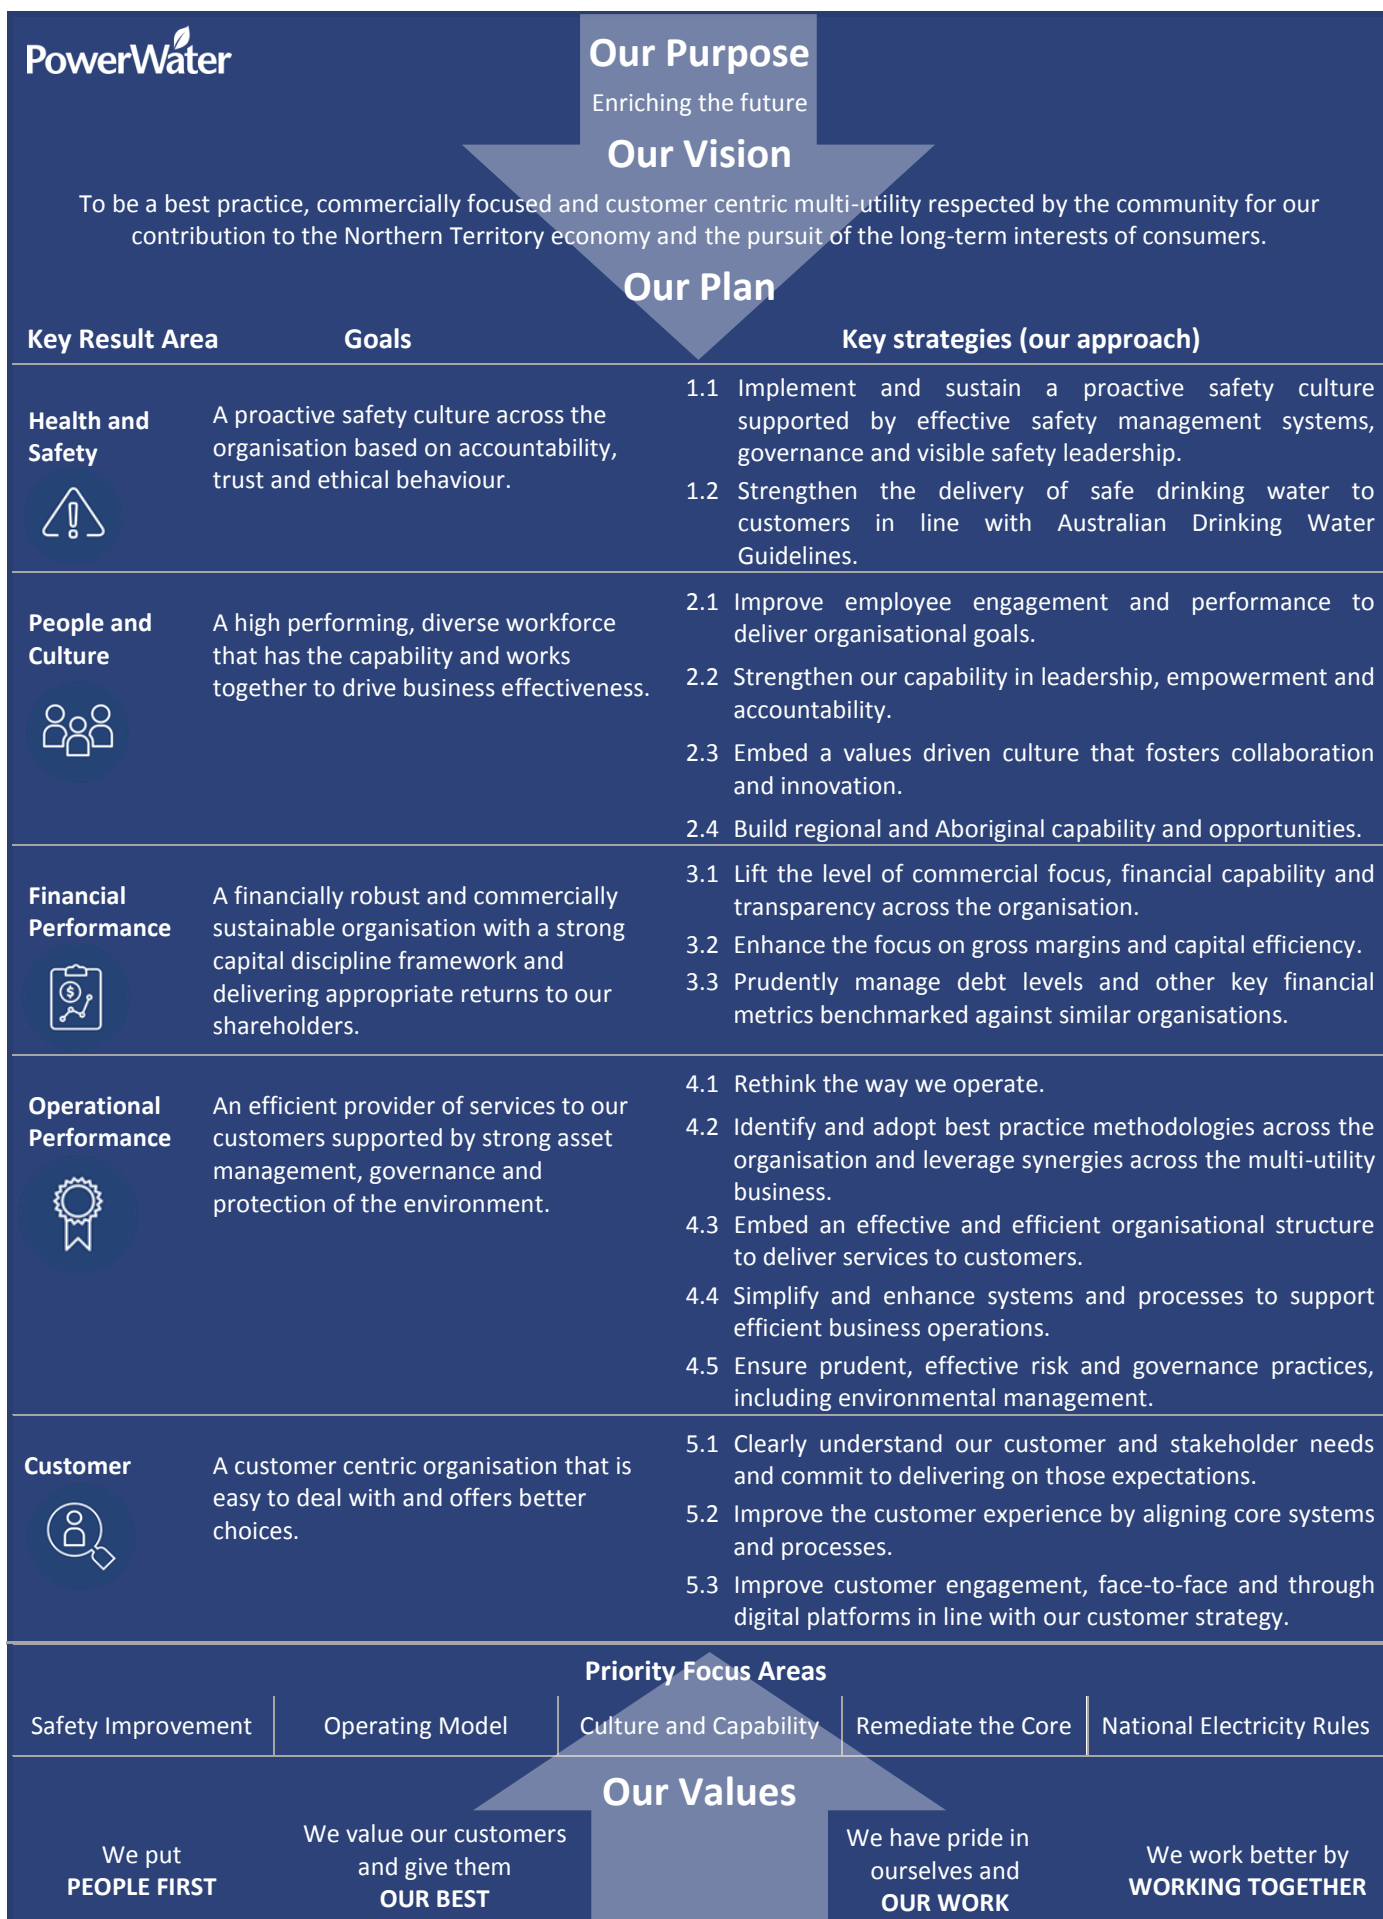 PowerWater
Our Purpose
Enriching the future
Our Vision
To be a best practice, commercially focused and customer centric multi-utility respected by the community for our
contribution to the Northern Territory economy and the pursuit of the long-term interests of consumers.
Our Plan
Key Result Area
Goals
Key strategies (our approach)
Health and
Safety
A proactive safety culture across the
organisation based on accountability,
trust and ethical behaviour.
1.1 Implement and sustain a proactive safety culture
supported by effective safety management systems,
governance and visible safety leadership.
1.2 Strengthen the delivery of safe drinking water to
customers in line with Australian Drinking Water
Guidelines.
People and
Culture
A high performing, diverse workforce
that has the capability and works
together to drive business effectiveness.
2.1 Improve employee engagement and performance to
deliver organisational goals.
2.2 Strengthen our capability in leadership, empowerment and
accountability.
2.3 Embed a values driven culture that fosters collaboration
and innovation.
2.4 Build regional and Aboriginal capability and opportunities.
Financial
Performance
A financially robust and commercially
sustainable organisation with a strong
capital discipline framework and
delivering appropriate returns to our
shareholders.
3.1 Lift the level of commercial focus, financial capability and
transparency across the organisation.
3.2 Enhance the focus on gross margins and capital efficiency.
3.3 Prudently manage debt levels and other key financial
metrics benchmarked against similar organisations.
Operational
Performance
An efficient provider of services to our
customers supported by strong asset
management, governance and
protection of the environment.
4.1 Rethink the way we operate.
4.2 Identify and adopt best practice methodologies across the
organisation and leverage synergies across the multi-utility
business.
4.3 Embed an effective and efficient organisational structure
to deliver services to customers.
4.4 Simplify and enhance systems and processes to support
efficient business operations.
4.5 Ensure prudent, effective risk and governance practices,
including environmental management.
Customer
A customer centric organisation that is
easy to deal with and offers better
choices.
5.1 Clearly understand our customer and stakeholder needs
and commit to delivering on those expectations.
5.2 Improve the customer experience by aligning core systems
and processes.
5.3 Improve customer engagement, face-to-face and through
digital platforms in line with our customer strategy.
Priority Focus Areas
Safety Improvement
Operating Model
Culture and Capability
Remediate the Core
National Electricity Rules
Our Values
We put
PEOPLE FIRST
We value our customers
and give them
OUR BEST
We have pride in
ourselves and
OUR WORK
We work better by
WORKING TOGETHER